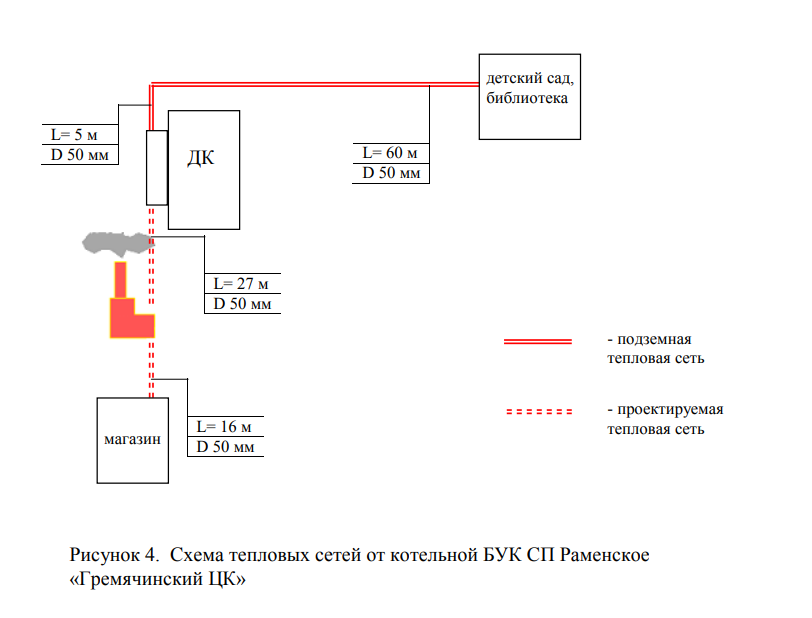 детский сад,
библиотека
L= 5 м
D 50 мм
ДК
L= 60 м
D 50 мм
L= 27 м
D 50 мм
- подземная
тепловая сеть
- проектируемая
тепловая сеть
L= 16 м
D 50 мм
магазин
Рисунок 4. Схема тепловых сетей от котельной БУК СП Раменское
«Гремячинский ЦК»